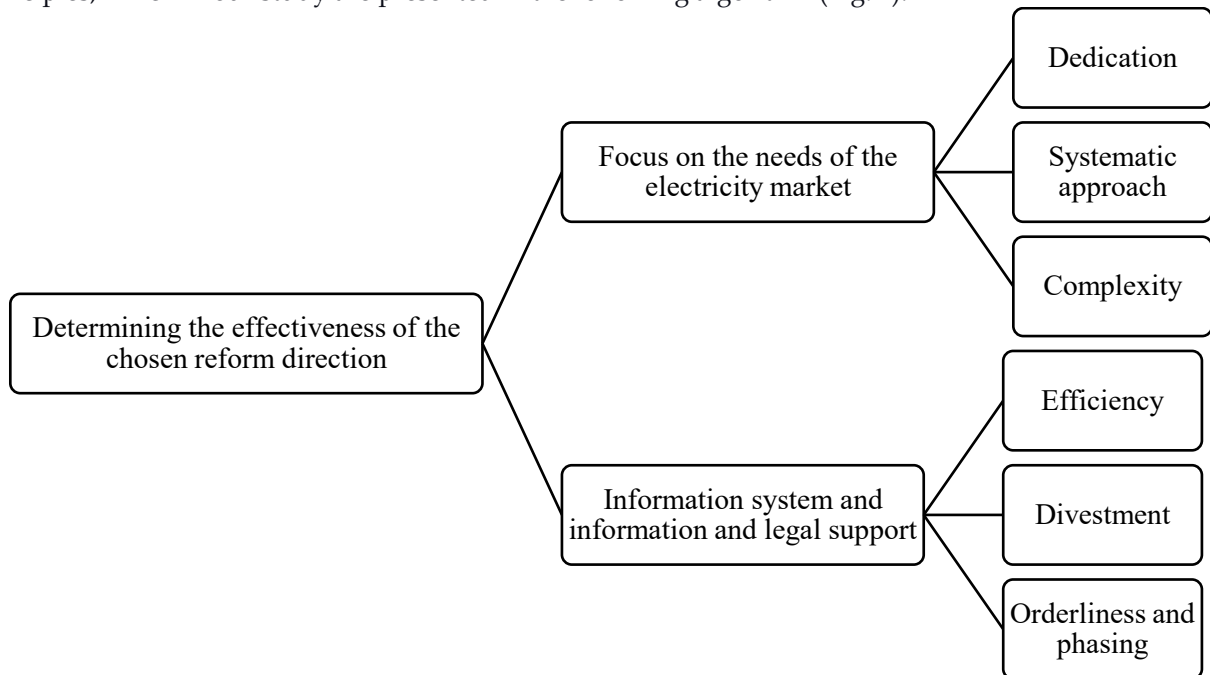 Dedication
Focus on the needs of the
electricity market
Systematic
approach
Complexity
Determining the effectiveness of the
chosen reform direction
Efficiency
Information system and
information and legal support
Divestment
Orderliness and
phasing